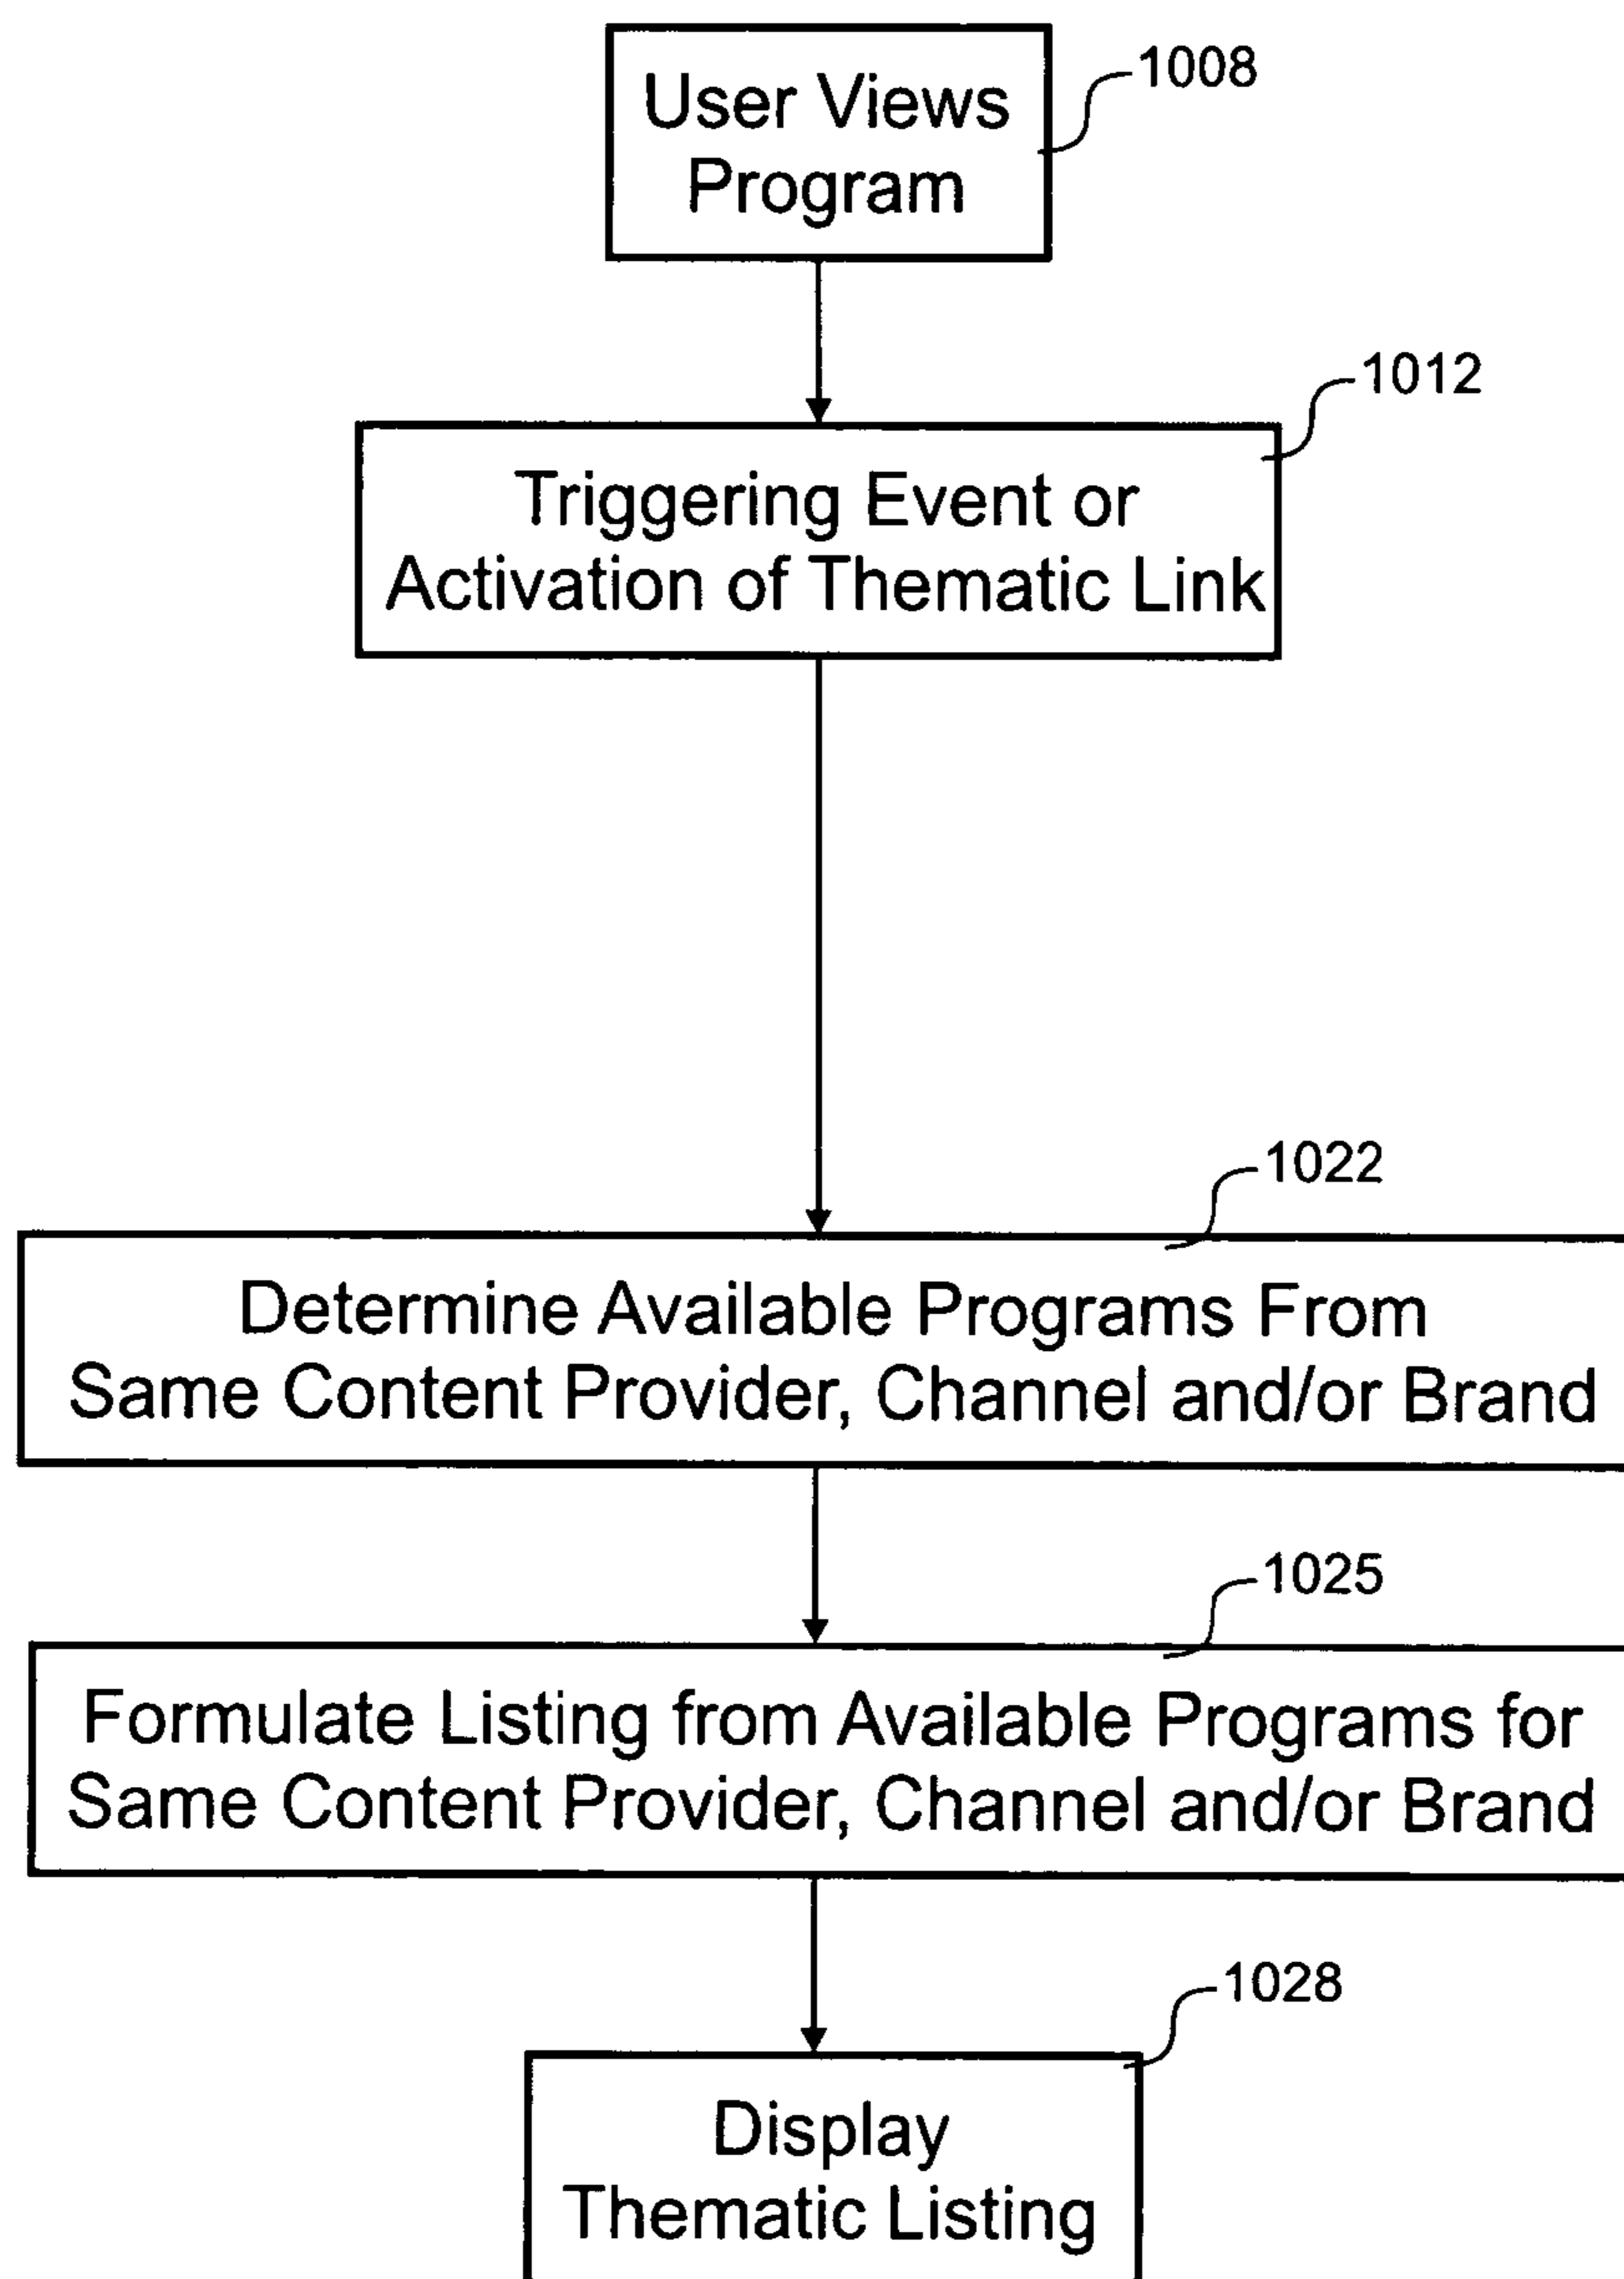 User Views
Program
1008
Triggering Event or
Activation of Thematic Link
1012
Determine Available Programs From
Same Content Provider, Channel and/or Brand
1022
Formulate Listing from Available Programs for
Same Content Provider, Channel and/or Brand
1025
Display
Thematic Listing
1028